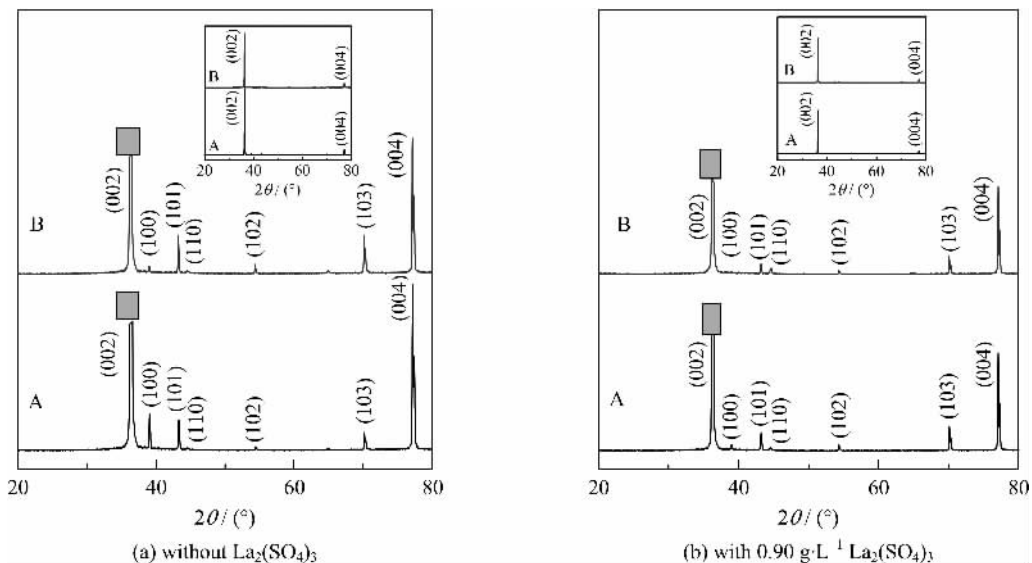 (002)
(004)
B
(002)
(004)
A
20 40 60 80
2θ/ (°)
B
(002)
(100)
(101)
(110)
(102)
(103)
(004)
A
(002)
(100)
(101)
(110)
(102)
(103)
(004)
20 40 60 80
2θ/ (°)
(a) without La₂(SO₄)₃
(002)
(004)
B
(002)
(004)
A
20 40 60 80
2θ/ (°)
B
(002)
(100)
(101)
(110)
(102)
(103)
(004)
A
(002)
(100)
(101)
(110)
(102)
(103)
(004)
20 40 60 80
2θ/ (°)
(b) with 0.90 g·L⁻¹ La₂(SO₄)₃